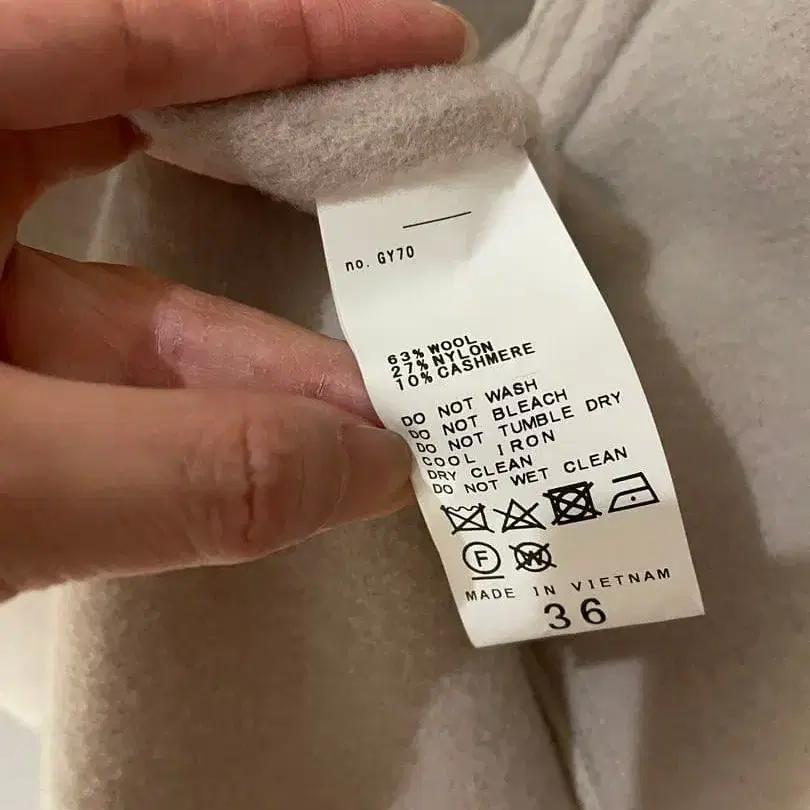 no. GY70
63% WOOL
27% NYLON
10% CASHMERE
DO NOT WASH
DO NOT BLEACH
DO NOT TUMBLE DRY
COOL IRON
DRY CLEAN
DO NOT WET CLEAN
F W
MADE IN VIETNAM
36